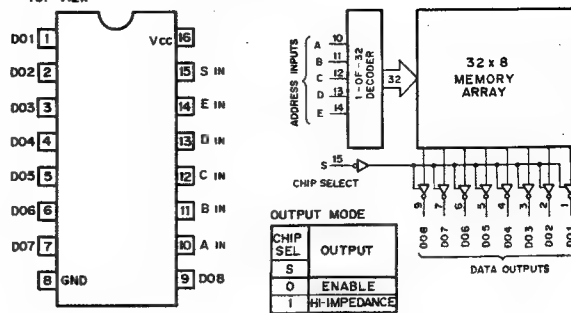 TOP VIEW
DO1 1
16 VCC
DO2 2
15 S IN
DO3 3
14 E IN
DO4 4
13 D IN
DO5 5
12 C IN
DO6 6
11 B IN
DO7 7
10 A IN
8 GND
9 DO8
ADDRESS INPUTS
A 10
B 11
C 12
D 13
E 14
1-OF-32 DECODER
32
32 x 8
MEMORY
ARRAY
S 15
CHIP SELECT
9 7 6 5 4 3 2 1
DO8 DO7 DO6 DO5 DO4 DO3 DO2 DO1
DATA OUTPUTS
OUTPUT MODE
CHIP SEL OUTPUT
S
0 ENABLE
1 HI-IMPEDANCE